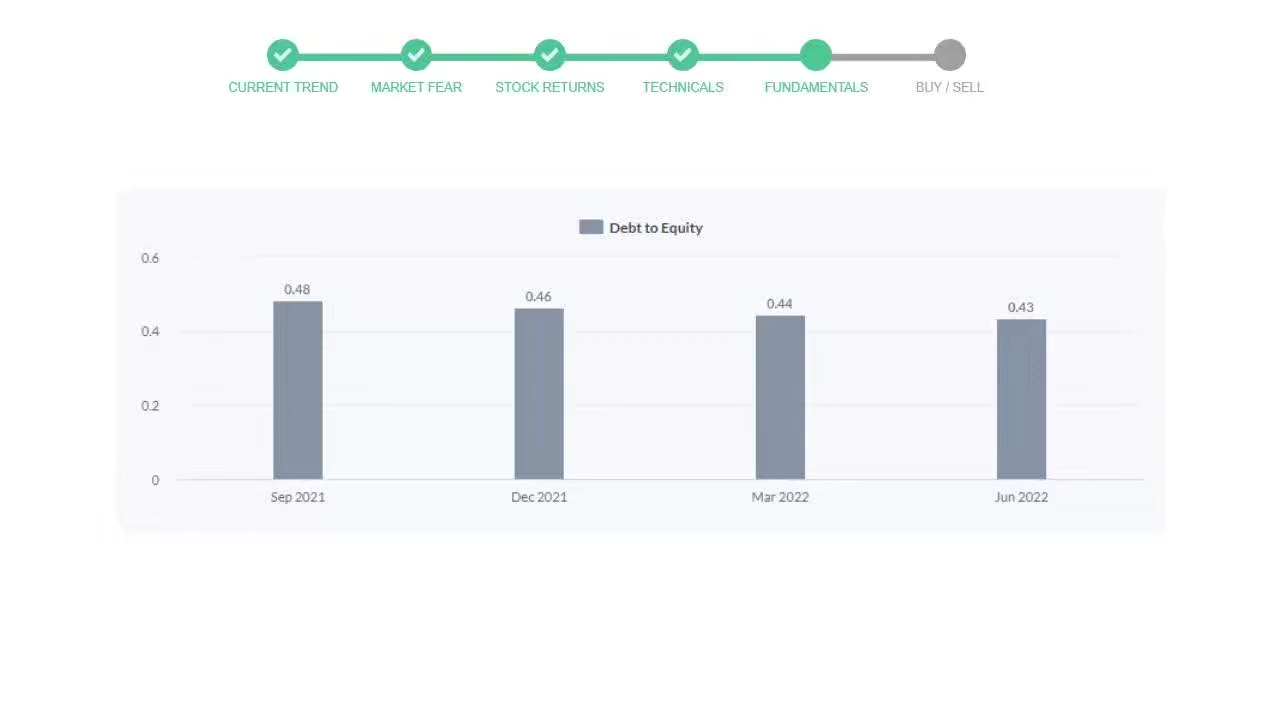 CURRENT TREND MARKET FEAR STOCK RETURNS TECHNICALS FUNDAMENTALS BUY / SELL
Debt to Equity
0.6
0.48 0.46 0.44 0.43
0.4
0.2
0
Sep 2021 Dec 2021 Mar 2022 Jun 2022